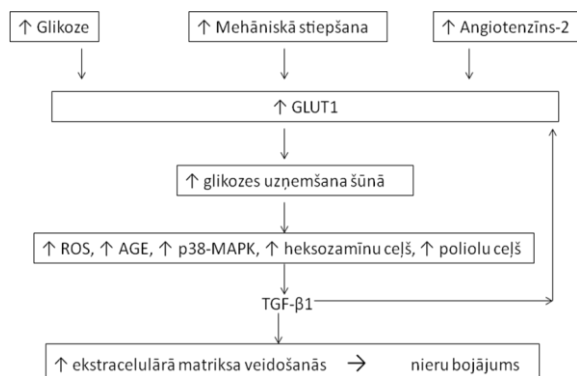 ↑ Glikoze
↑ Mehāniskā stiepšana
↑ Angiotenzīns-2
↑ GLUT1
↑ glikozes uzņemšana šūnā
↑ ROS, ↑ AGE, ↑ p38-MAPK, ↑ heksozamīnu ceļš, ↑ poliolu ceļš
TGF-β1
↑ ekstracelulārā matriksa veidošanās → nieru bojājums